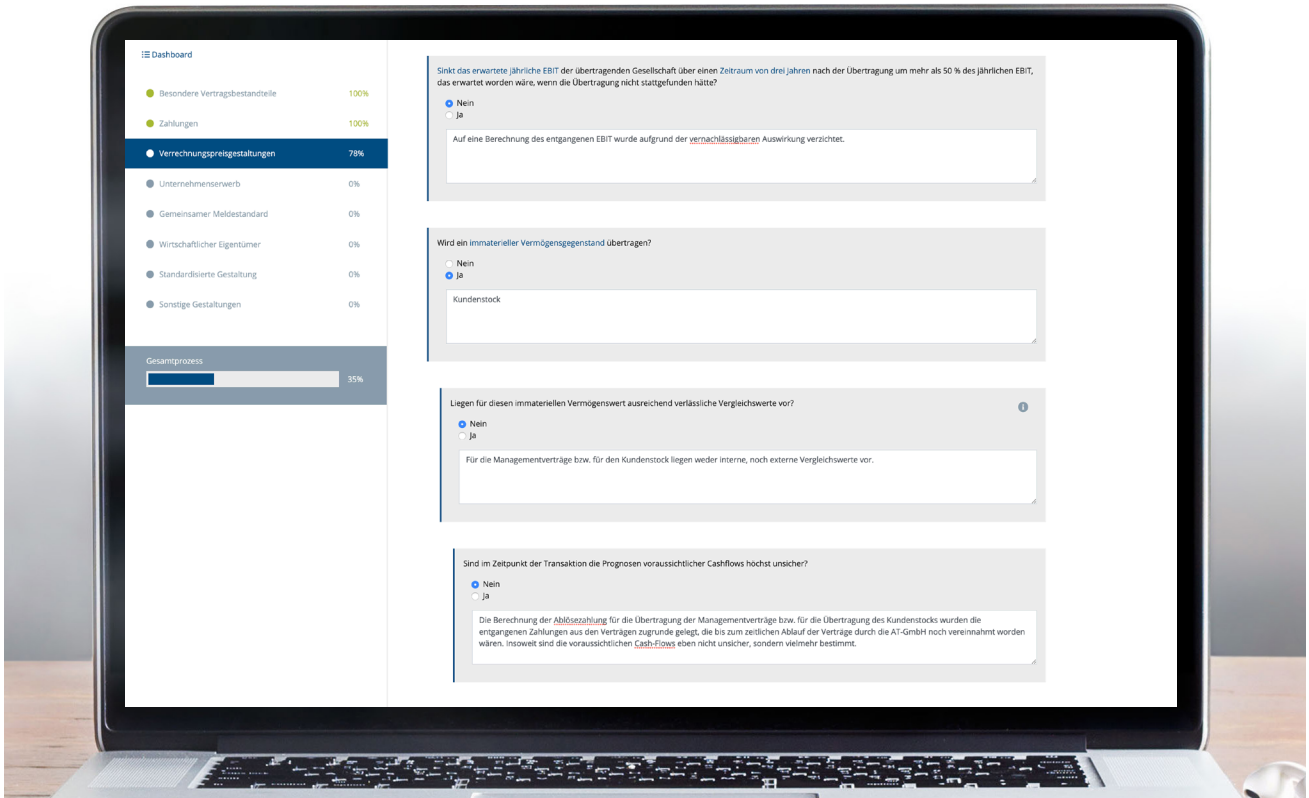 Dashboard
Besondere Vertragsbestandteile 100%
Zahlungen 100%
Verrechnungspreisgestaltungen 78%
Unternehmenserwerb 0%
Gemeinsamer Meldestandard 0%
Wirtschaftlicher Eigentümer 0%
Standardisierte Gestaltung 0%
Sonstige Gestaltungen 0%
Gesamtprozess
35%
Sinkt das erwartete jährliche EBIT der übertragenden Gesellschaft über einen Zeitraum von drei Jahren nach der Übertragung um mehr als 50 % des jährlichen EBIT,
das erwartet worden wäre, wenn die Übertragung nicht stattgefunden hätte?
Nein
Ja
Auf eine Berechnung des entgangenen EBIT wurde aufgrund der vernachlässigbaren Auswirkung verzichtet.
Wird ein immaterieller Vermögensgegenstand übertragen?
Nein
Ja
Kundenstock
Liegen für diesen immateriellen Vermögenswert ausreichend verlässliche Vergleichswerte vor?
Nein
Ja
Für die Managementverträge bzw. für den Kundenstock liegen weder interne, noch externe Vergleichswerte vor.
Sind im Zeitpunkt der Transaktion die Prognosen voraussichtlicher Cashflows höchst unsicher?
Nein
Ja
Die Berechnung der Ablösezahlung für die Übertragung der Managementverträge bzw. für die Übertragung des Kundenstocks wurden die
entgangenen Zahlungen aus den Verträgen zugrunde gelegt, die bis zum zeitlichen Ablauf der Verträge durch die AT-GmbH noch vereinnahmt worden
wären. Insoweit sind die voraussichtlichen Cash-Flows eben nicht unsicher, sondern vielmehr bestimmt.